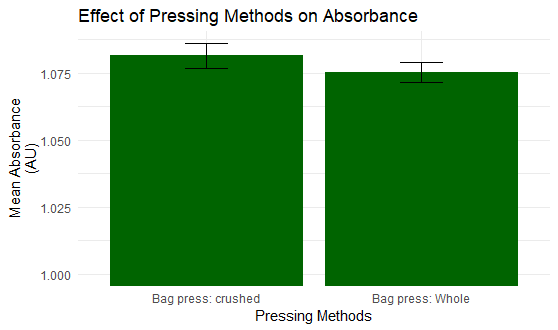 Effect of Pressing Methods on Absorbance
Mean Absorbance
(AU)
1.075
1.050
1.025
1.000
Bag press: crushed
Bag press: Whole
Pressing Methods